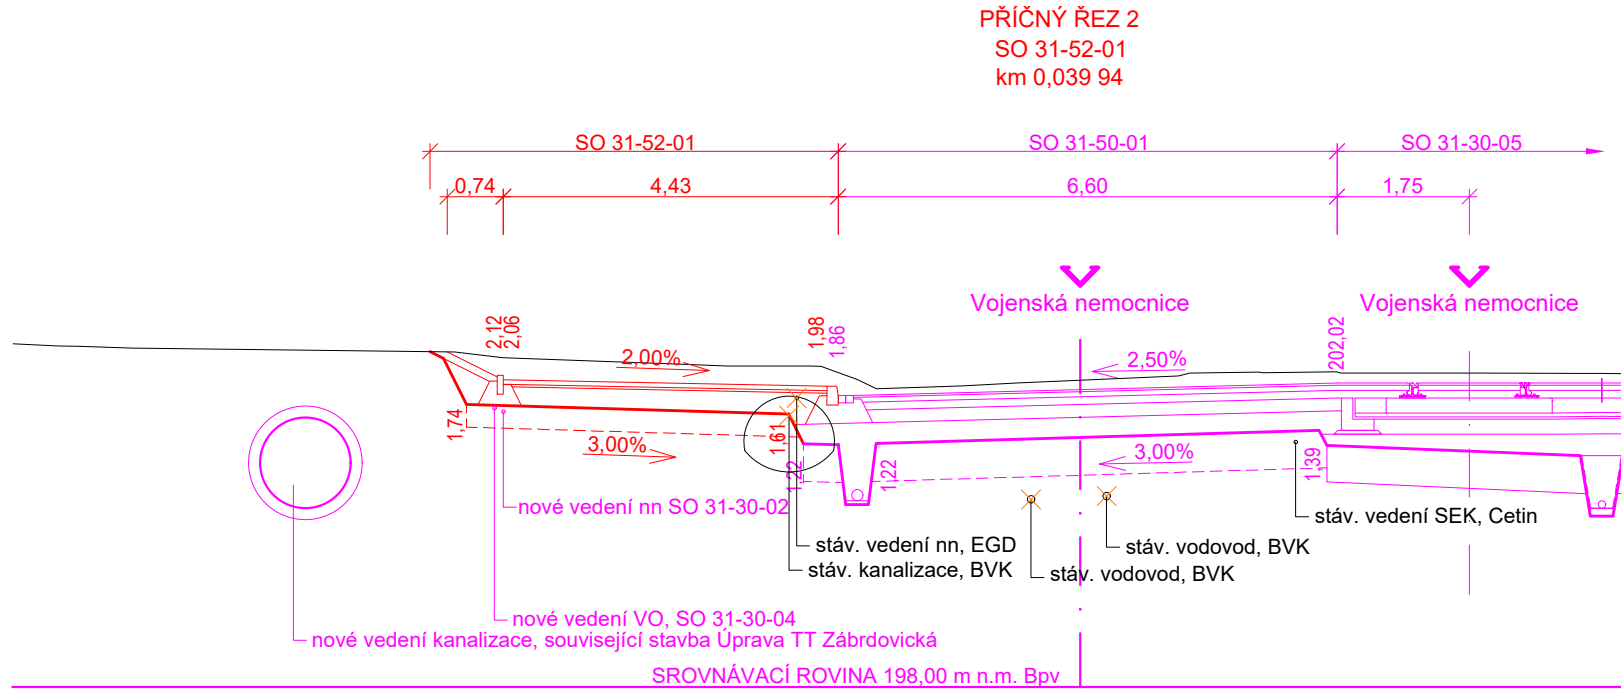 PŘÍČNÝ ŘEZ 2
SO 31-52-01
km 0,039 94
SO 31-52-01
SO 31-50-01
SO 31-30-05
0,74
4,43
6,60
1,75
Vojenská nemocnice
Vojenská nemocnice
2,12
2,06
1,98
1,86
202,02
2,00%
2,50%
1,74
3,00%
1,61
1,22
1,22
3,00%
1,39
nové vedení nn SO 31-30-02
stáv. vedení SEK, Cetin
stáv. vedení nn, EGD
stáv. vodovod, BVK
stáv. kanalizace, BVK
stáv. vodovod, BVK
nové vedení VO, SO 31-30-04
nové vedení kanalizace, související stavba Úprava TT Zábrdovická
SROVNÁVACÍ ROVINA 198,00 m n.m. Bpv